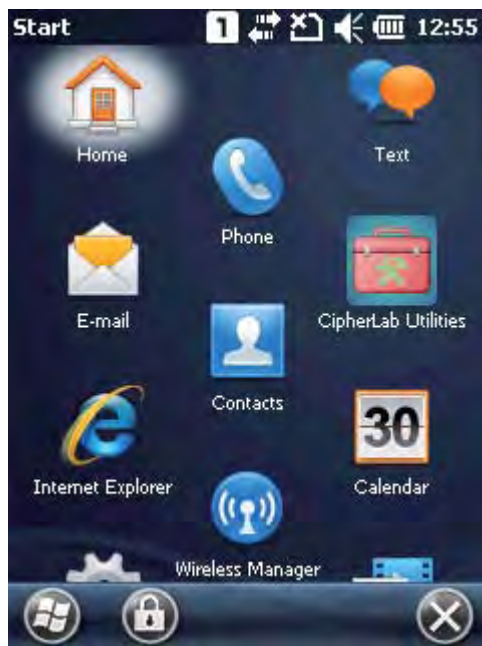 Start 1 12:55
Home
Text
Phone
E-mail
CipherLab Utilities
Contacts
30
Internet Explorer
Calendar
Wireless Manager